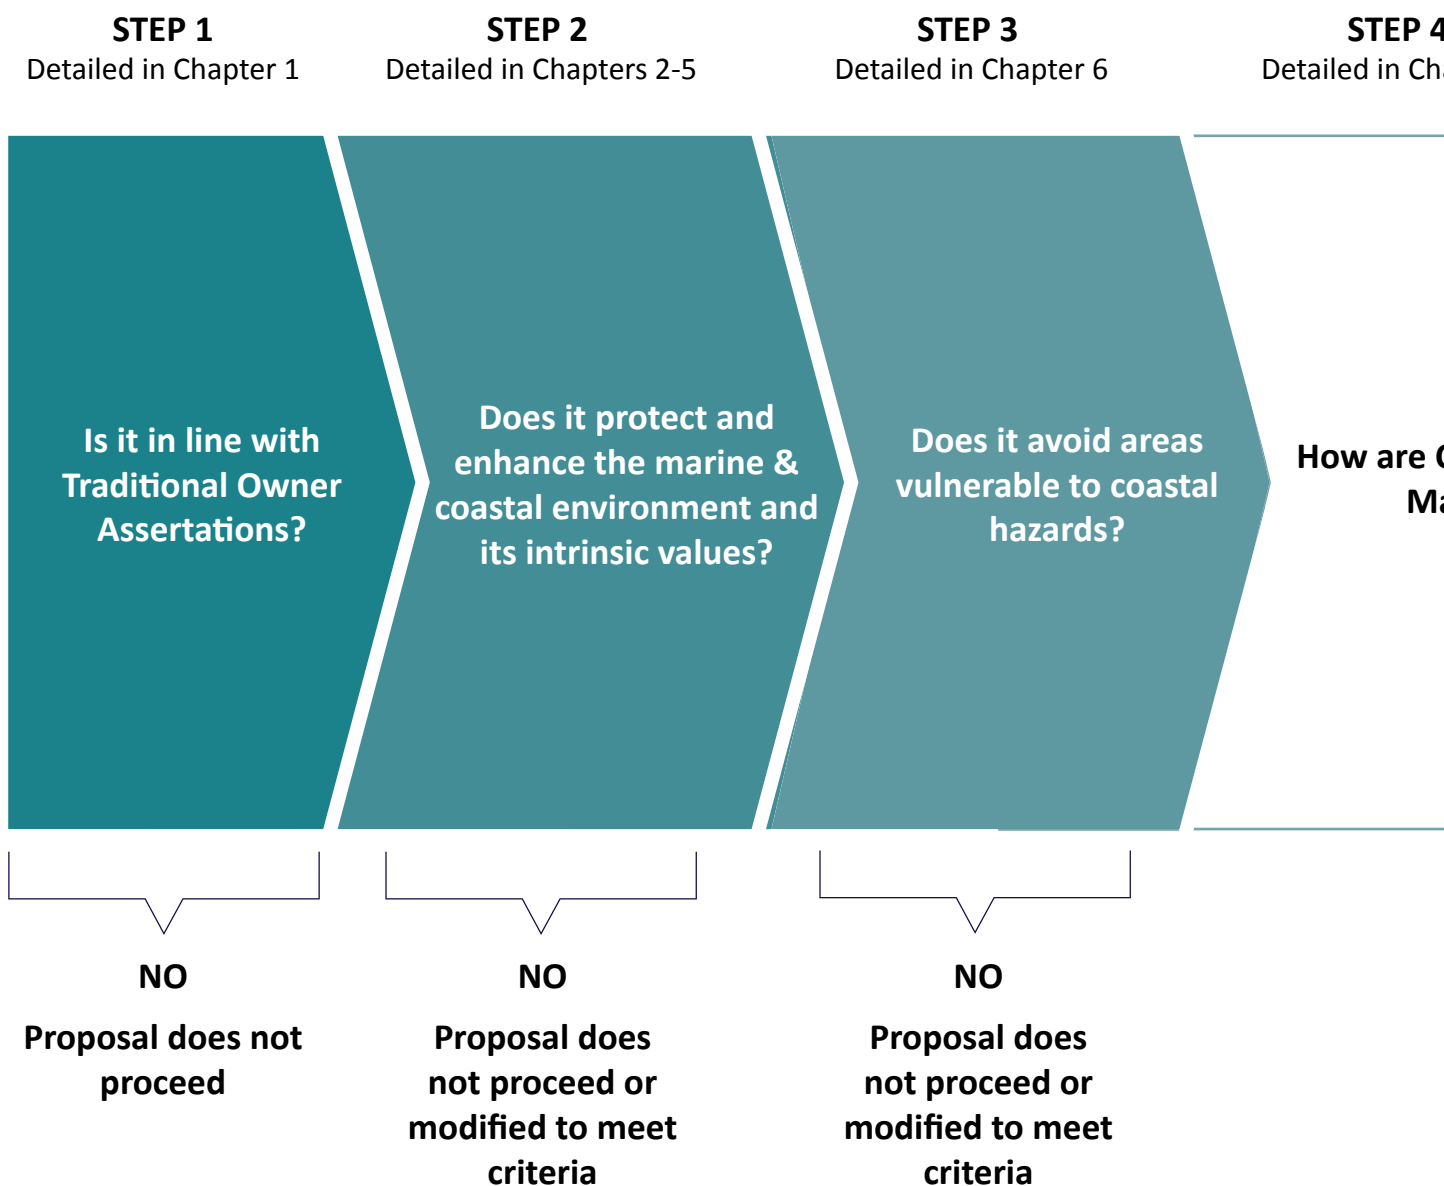 STEP 1
Detailed in Chapter 1
STEP 2
Detailed in Chapters 2-5
STEP 3
Detailed in Chapter 6
STEP 4
Detailed in
Is it in line with
Traditional Owner
Assertations?
Does it protect and
enhance the marine &
coastal environment and
its intrinsic values?
Does it avoid areas
vulnerable to coastal
hazards?
How are
NO
Proposal does not
proceed
NO
Proposal does
not proceed or
modified to meet
criteria
NO
Proposal does
not proceed or
modified to meet
criteria